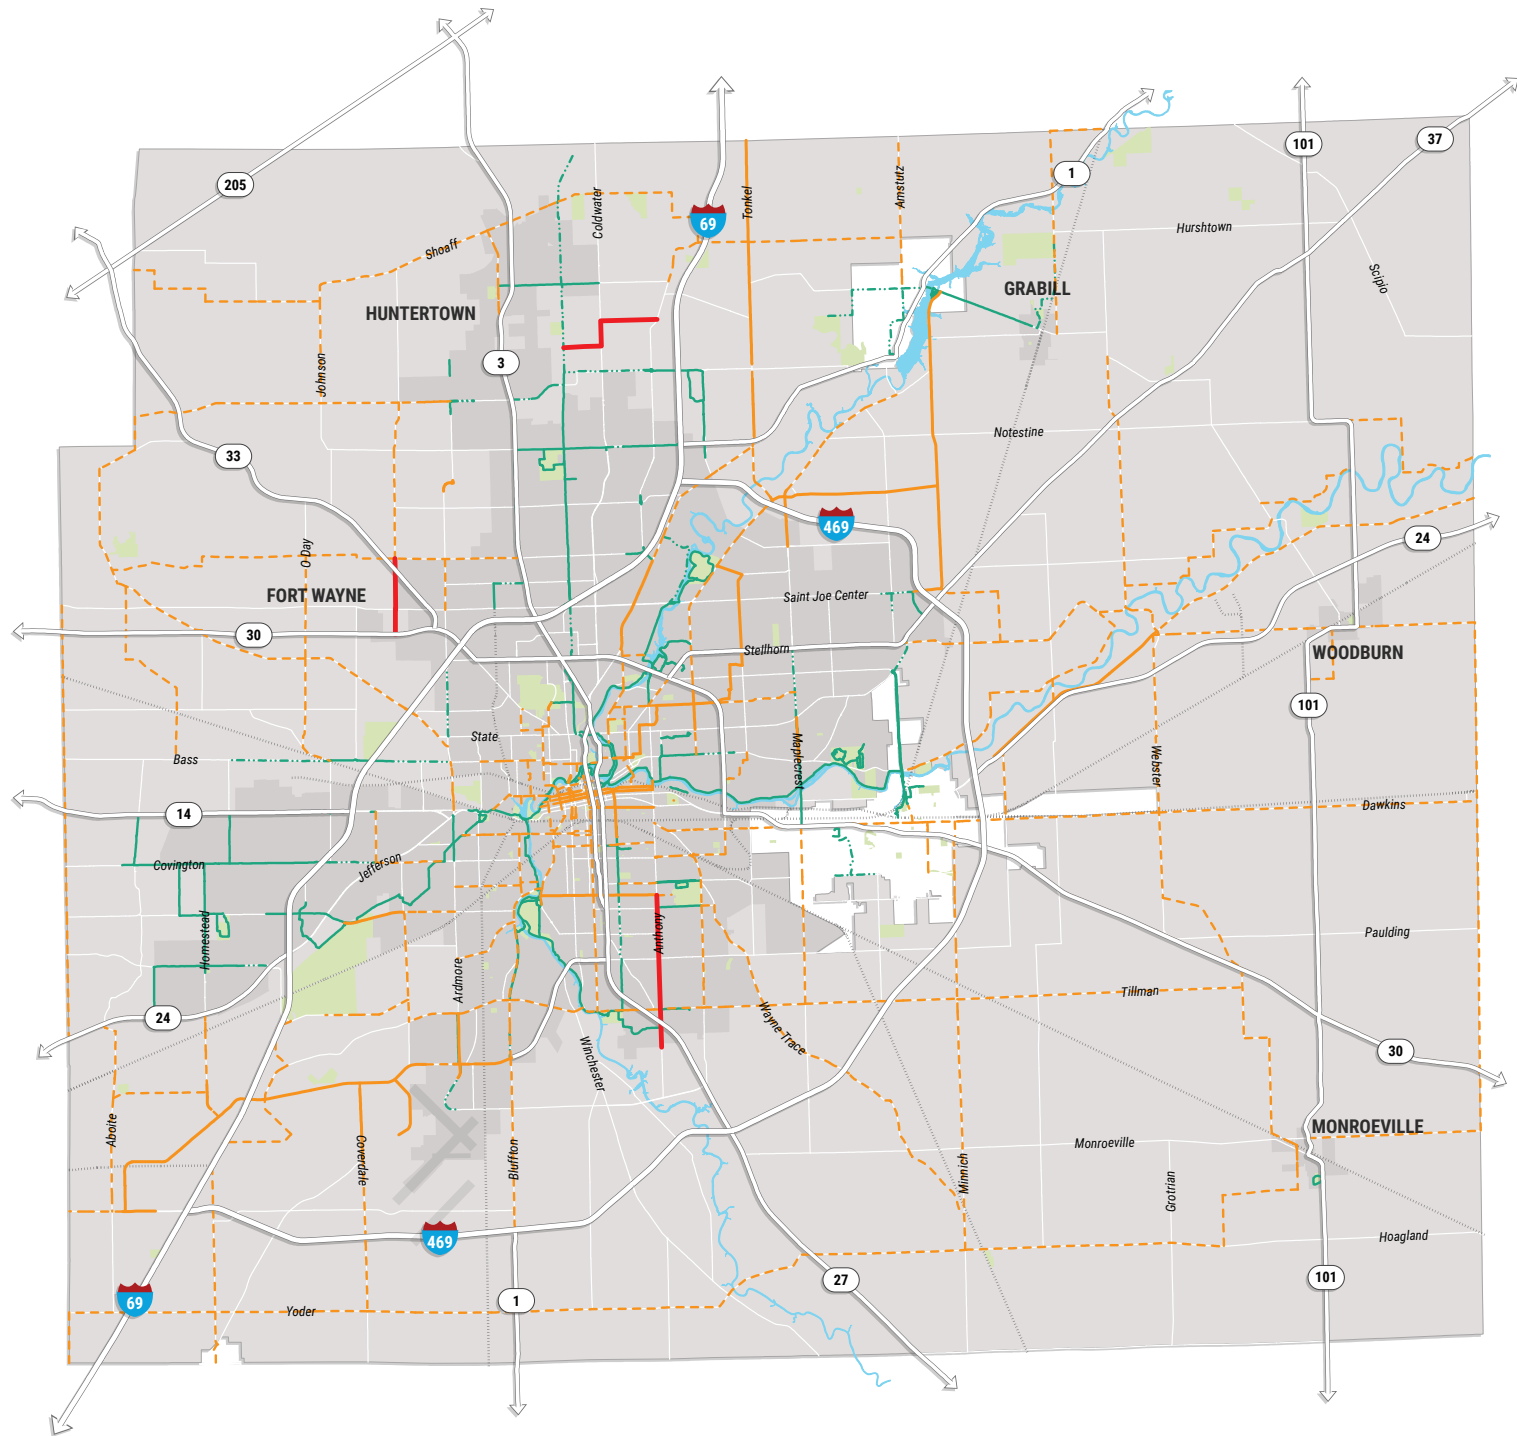 101
37
1
205
Amstutz
Coldwater
Tonkel
69
Hurshtown
Shoaff
Scipio
GRABILL
HUNTERTOWN
3
Johnson
Notestine
33
469
24
O Day
FORT WAYNE
Saint Joe Center
30
Stellhorn
WOODBURN
101
State
Bass
Maplecrest
Webster
14
Dawkins
Covington
Jefferson
Homestead
Anthony
Paulding
Ardmore
Tillman
24
Wayne Trace
30
Winchester
Aboite
MONROEVILLE
Coverdale
Bluffton
Monroeville
Minnich
Grotrian
469
Hoagland
27
101
69
1
Yoder